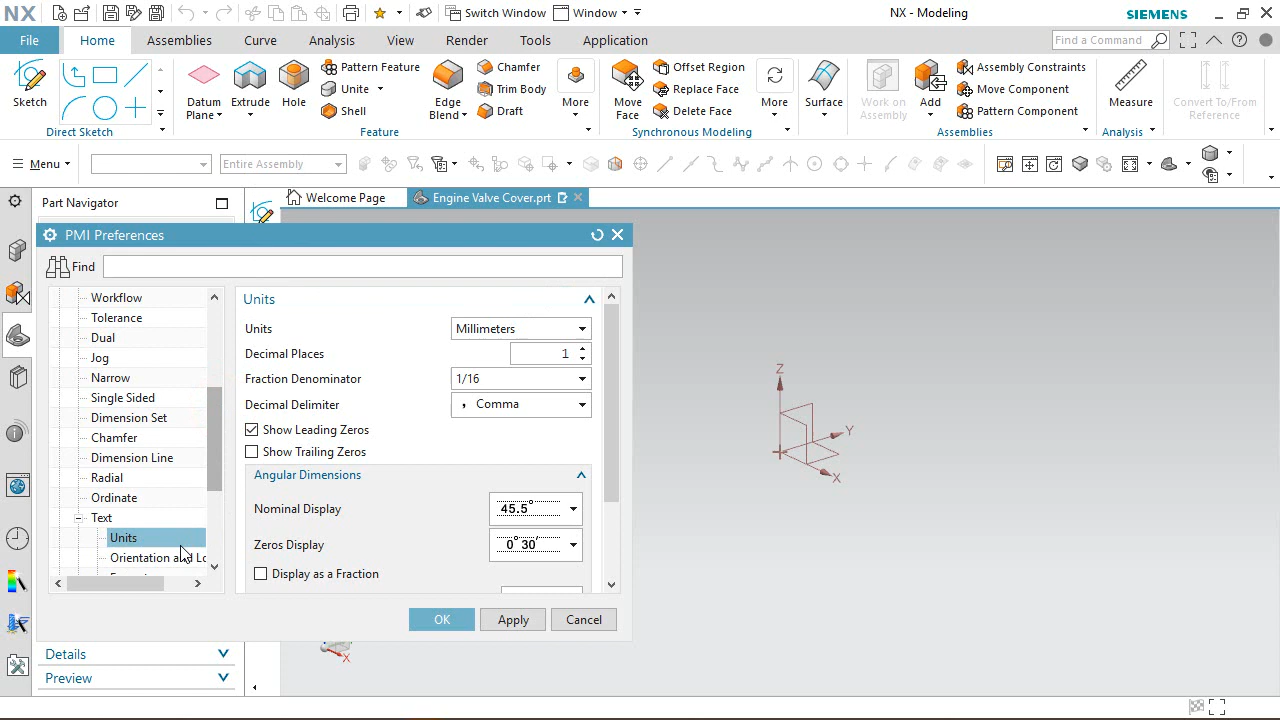 NX
Switch Window
Window
NX - Modeling
SIEMENS
File
Home
Assemblies
Curve
Analysis
View
Render
Tools
Application
Find a Command
Sketch
Direct Sketch
Datum Plane
Extrude
Hole
Pattern Feature
Unite
Shell
Edge Blend
Chamfer
Trim Body
Draft
More
Feature
Move Face
Offset Region
Replace Face
Delete Face
More
Synchronous Modeling
Surface
Work on Assembly
Add
Assembly Constraints
Move Component
Pattern Component
Assemblies
Measure
Analysis
Convert To/From Reference
Menu
Entire Assembly
Part Navigator
Welcome Page
Engine Valve Cover.prt
PMI Preferences
Find
Workflow
Tolerance
Dual
Jog
Narrow
Single Sided
Dimension Set
Chamfer
Dimension Line
Radial
Ordinate
Text
Units
Orientation and Lo
Units
Units
Millimeters
Decimal Places
1
Fraction Denominator
1/16
Decimal Delimiter
, Comma
Show Leading Zeros
Show Trailing Zeros
Angular Dimensions
Nominal Display
45.5°
Zeros Display
0°30'
Display as a Fraction
OK
Apply
Cancel
Details
Preview
Z
Y
X
X